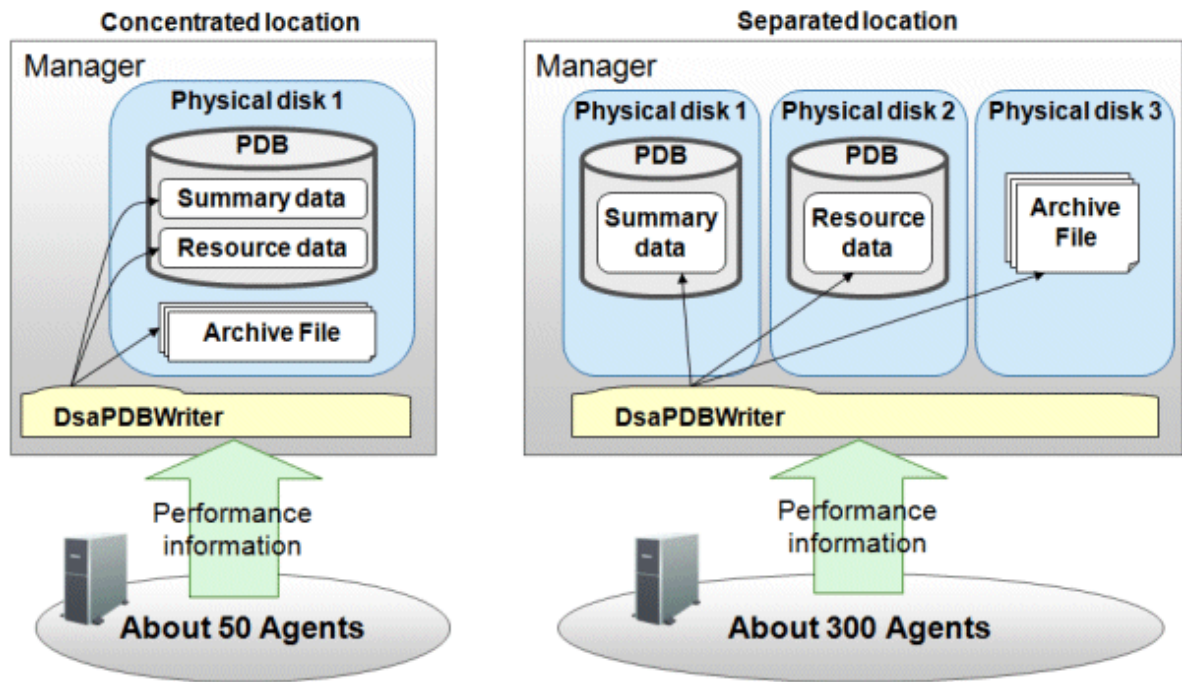 Concentrated location
Manager
Physical disk 1
PDB
Summary data
Resource data
Archive File
DsaPDBWriter
Performance
information
About 50 Agents
Separated location
Manager
Physical disk 1
PDB
Summary
data
Physical disk 2
PDB
Resource
data
Physical disk 3
Archive
File
DsaPDBWriter
Performance
information
About 300 Agents